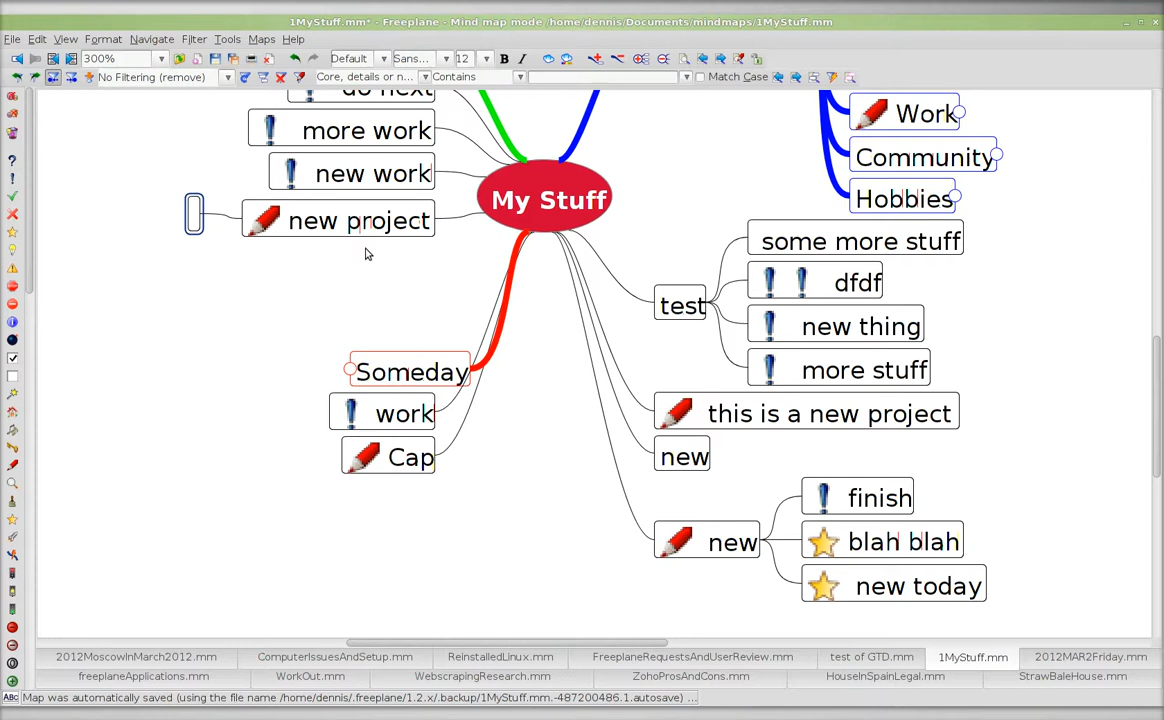 1MyStuff.mm* - Freeplane - Mind map mode /home/dennis/Documents/mindmaps/1MyStuff.mm
File Edit View Format Navigate Filter Tools Maps Help
300% Default Sans... 12 B I
No Filtering (remove) Core, details or n... Contains Match Case
do next
more work
new work
new project
My Stuff
Work
Community
Hobbies
some more stuff
dfdf
new thing
more stuff
test
this is a new project
new
new
finish
blah blah
new today
Someday
work
Cap
2012MoscowInMarch2012.mm ComputerIssuesAndSetup.mm ReinstalledLinux.mm FreeplaneRequestsAndUserReview.mm test of GTD.mm 1MyStuff.mm 2012MAR2Friday.mm
freeplaneApplications.mm WorkOut.mm WebscrapingResearch.mm ZohoProsAndCons.mm HouseInSpainLegal.mm StrawBaleHouse.mm
ABC Map was automatically saved (using the file name /home/dennis/.freeplane/1.2.x/.backup/1MyStuff.mm.-487200486.1.autosave) ...